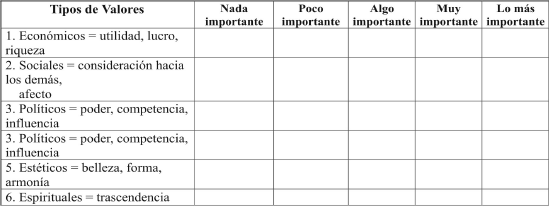 Tipos de Valores
Nada importante
Poco importante
Algo importante
Muy importante
Lo más importante
1. Económicos = utilidad, lucro,
riqueza
2. Sociales = consideración hacia
los demás,
afecto
3. Políticos = poder, competencia,
influencia
3. Políticos = poder, competencia,
influencia
5. Estéticos = belleza, forma,
armonía
6. Espirituales = trascendencia